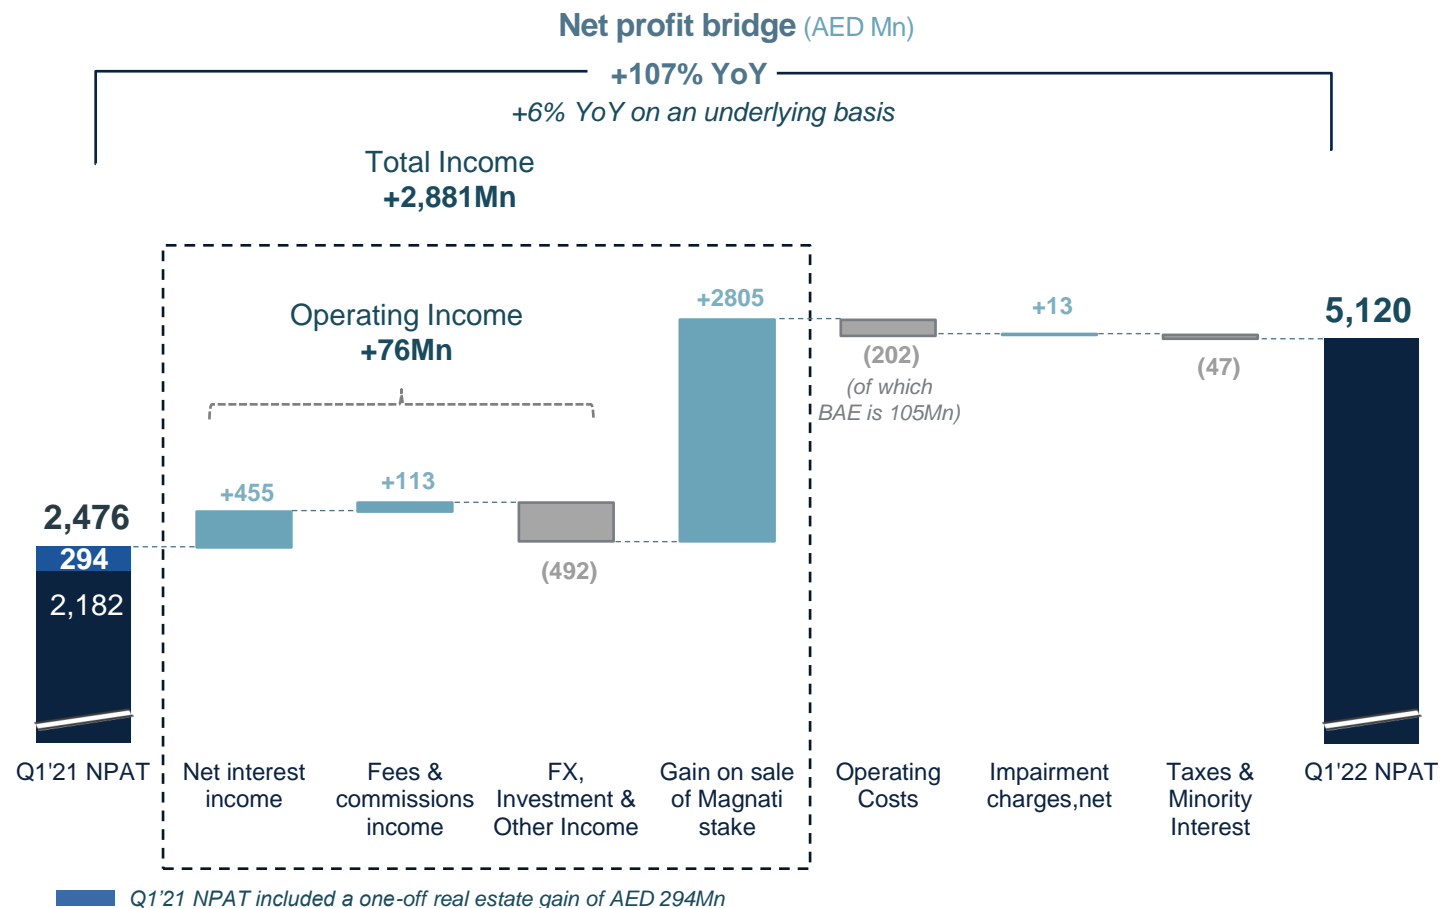 Net profit bridge (AED Mn)
+107% YoY
+6% YoY on an underlying basis
Total Income
+2,881Mn
Operating Income
+76Mn
2,476
294
2,182
+455
+113
(492)
+2805
(202)
(of which
BAE is 105Mn)
+13
(47)
5,120
Q1'21 NPAT
Net interest
income
Fees &
commissions
income
FX,
Investment &
Other Income
Gain on sale
of Magnati
stake
Operating
Costs
Impairment
charges,net
Taxes &
Minority
Interest
Q1'22 NPAT
Q1'21 NPAT included a one-off real estate gain of AED 294Mn